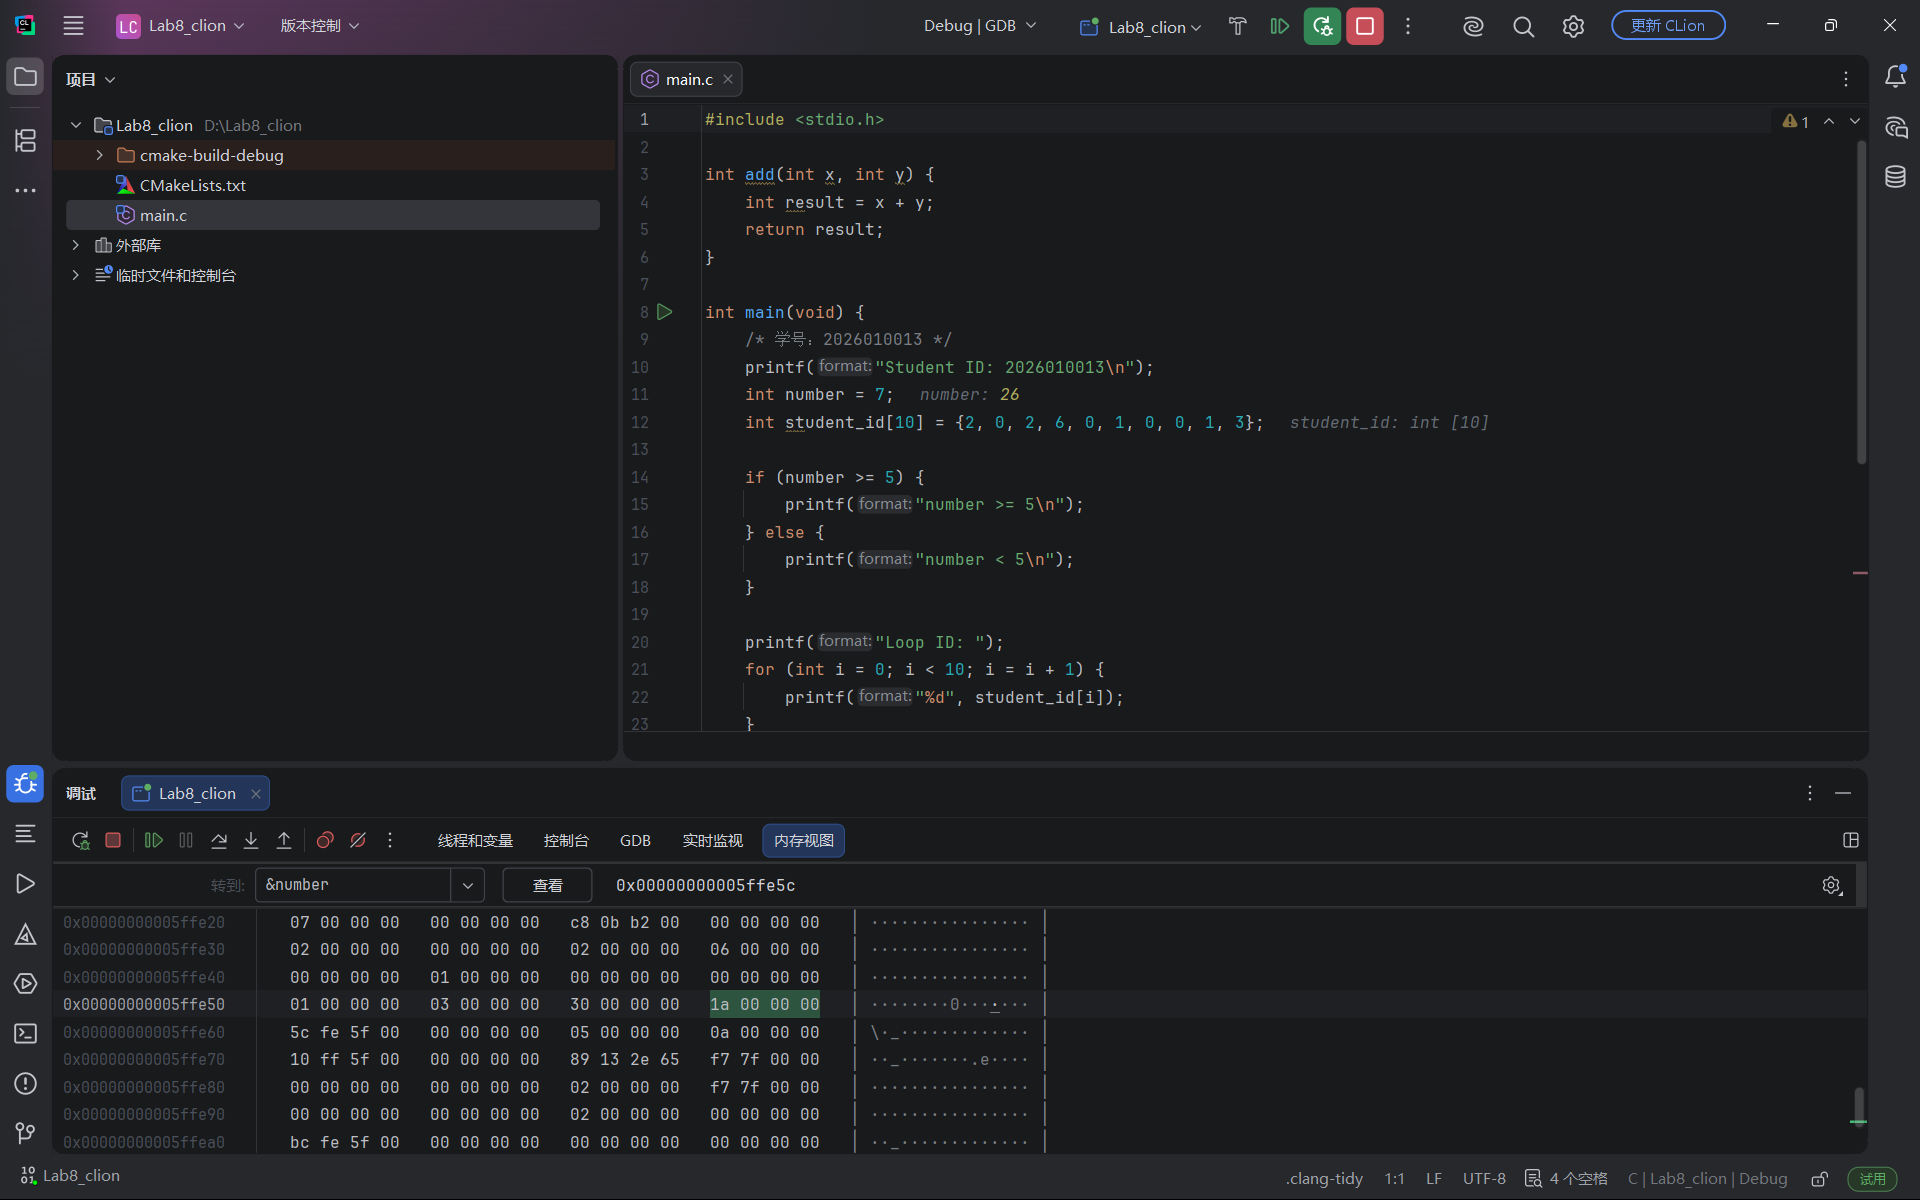 LC Lab8_clion 版本控制 Debug | GDB Lab8_clion 更新 CLion
项目
Lab8_clion D:\Lab8_clion
cmake-build-debug
CMakeLists.txt
main.c
外部库
临时文件和控制台
main.c
1 #include <stdio.h>
2
3 int add(int x, int y) {
4 int result = x + y;
5 return result;
6 }
7
8 int main(void) {
9 /* 学号: 2026010013 */
10 printf(format: "Student ID: 2026010013\n");
11 int number = 7; number: 26
12 int student_id[10] = {2, 0, 2, 6, 0, 1, 0, 0, 1, 3}; student_id: int [10]
13
14 if (number >= 5) {
15 printf(format: "number >= 5\n");
16 } else {
17 printf(format: "number < 5\n");
18 }
19
20 printf(format: "Loop ID: ");
21 for (int i = 0; i < 10; i = i + 1) {
22 printf(format: "%d", student_id[i]);
23 }
1
调试 Lab8_clion
线程和变量 控制台 GDB 实时监视 内存视图
转到: &number 查看 0x00000000005ffe5c
0x00000000005ffe20 07 00 00 00 00 00 00 00 c8 0b b2 00 00 00 00 00 ················
0x00000000005ffe30 02 00 00 00 00 00 00 00 02 00 00 00 06 00 00 00 ················
0x00000000005ffe40 00 00 00 00 01 00 00 00 00 00 00 00 00 00 00 00 ················
0x00000000005ffe50 01 00 00 00 03 00 00 00 30 00 00 00 1a 00 00 00 ········0···_···
0x00000000005ffe60 5c fe 5f 00 00 00 00 00 05 00 00 00 0a 00 00 00 \·_·············
0x00000000005ffe70 10 ff 5f 00 00 00 00 00 89 13 2e 65 f7 7f 00 00 ··_·······.e····
0x00000000005ffe80 00 00 00 00 00 00 00 00 02 00 00 00 f7 7f 00 00 ················
0x00000000005ffe90 00 00 00 00 00 00 00 00 02 00 00 00 00 00 00 00 ················
0x00000000005ffea0 bc fe 5f 00 00 00 00 00 00 00 00 00 00 00 00 00 ··_·············
Lab8_clion .clang-tidy 1:1 LF UTF-8 4 个空格 C | Lab8_clion | Debug 试用